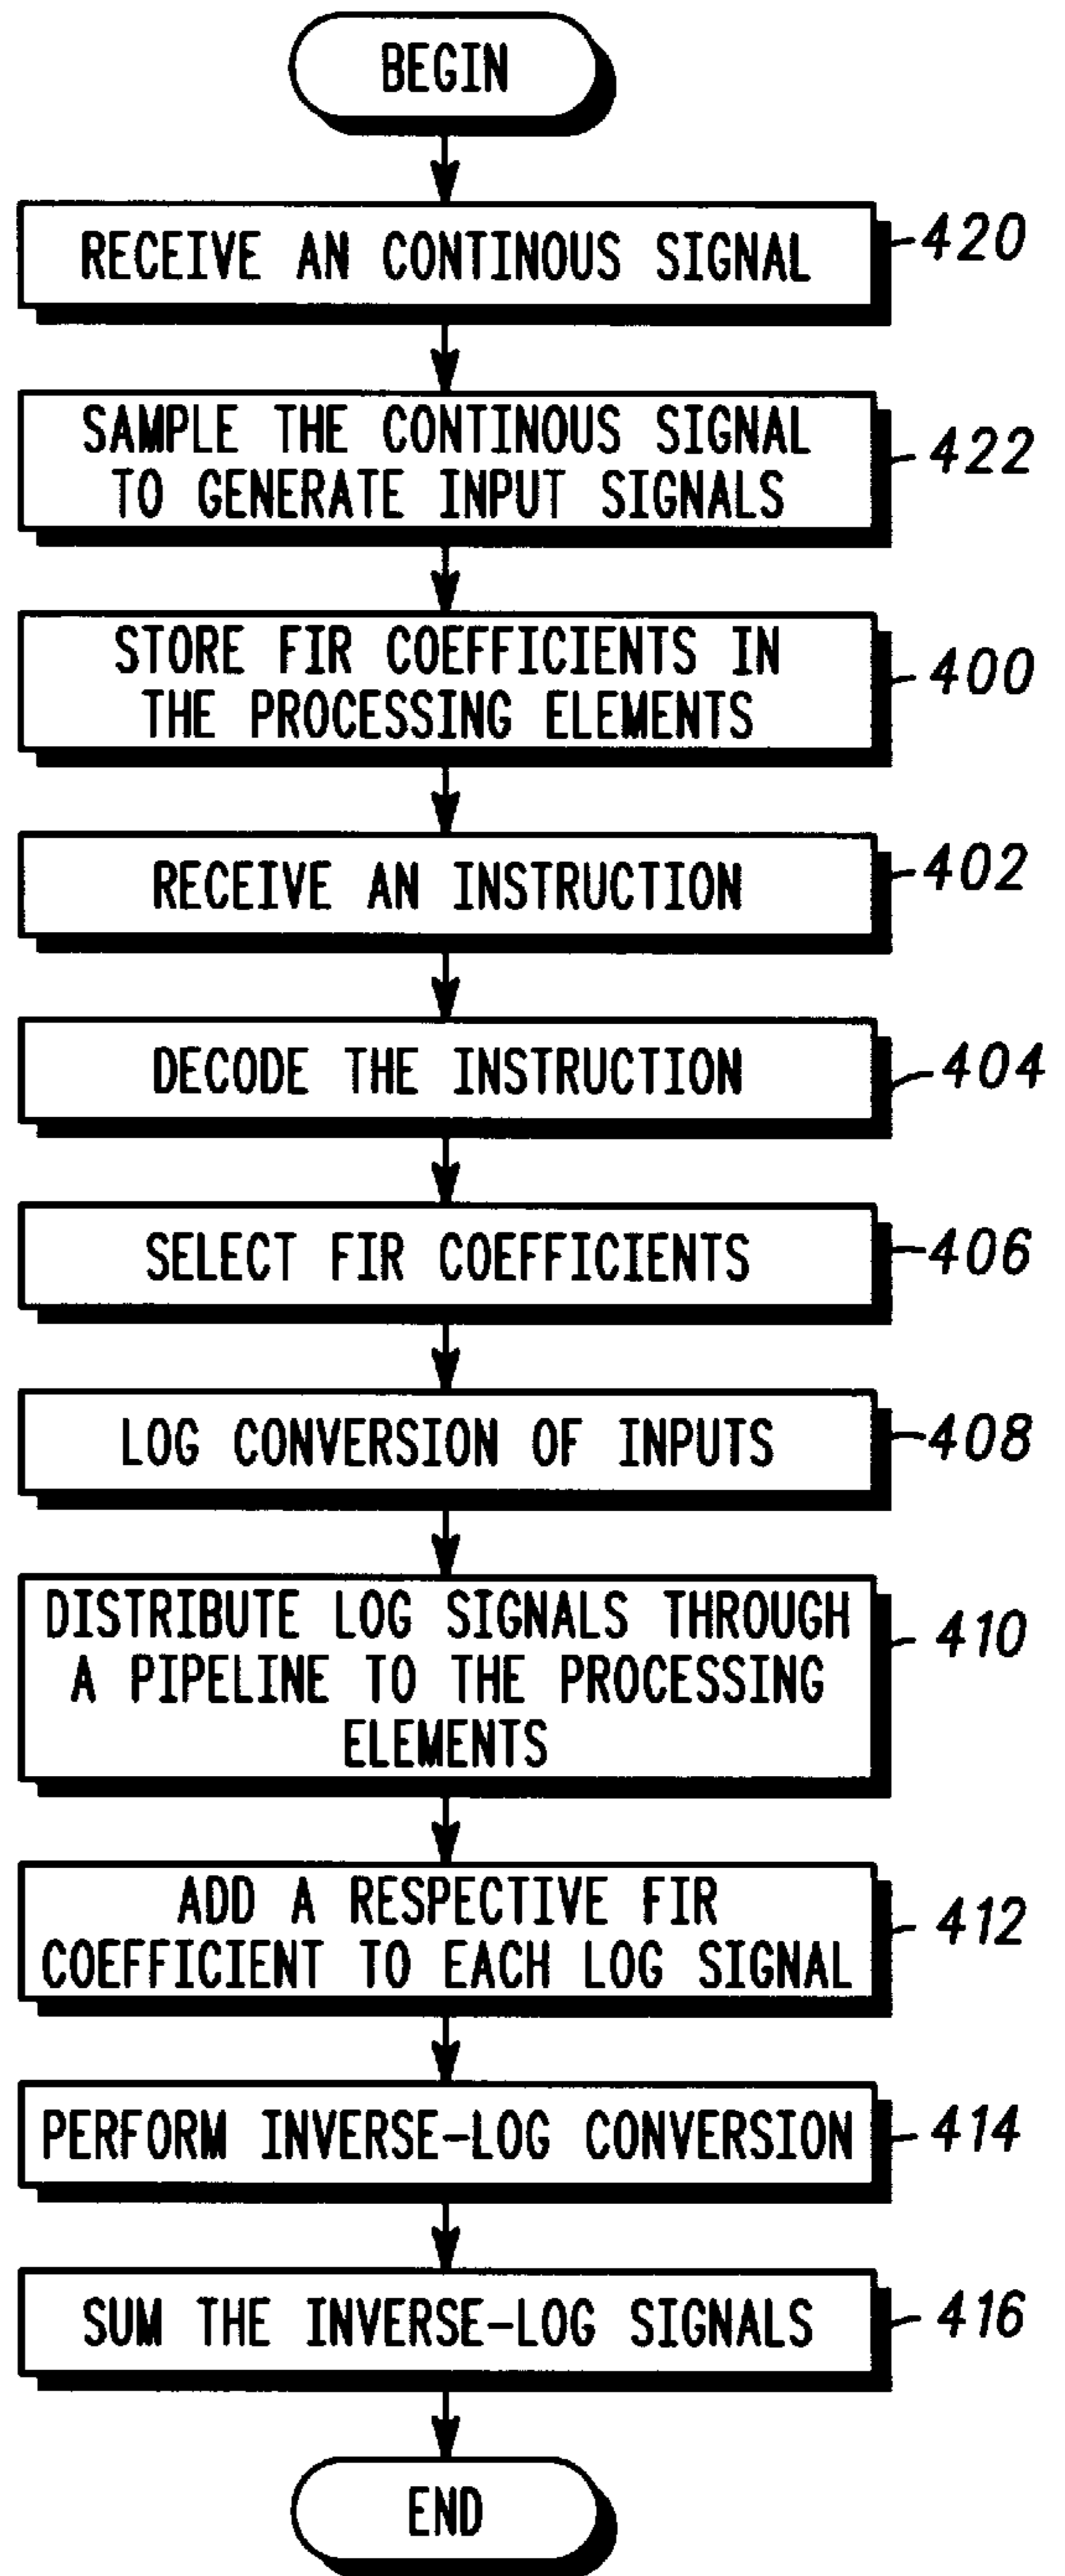 BEGIN
RECEIVE AN CONTINOUS SIGNAL
420
SAMPLE THE CONTINOUS SIGNAL
TO GENERATE INPUT SIGNALS
422
STORE FIR COEFFICIENTS IN
THE PROCESSING ELEMENTS
400
RECEIVE AN INSTRUCTION
402
DECODE THE INSTRUCTION
404
SELECT FIR COEFFICIENTS
406
LOG CONVERSION OF INPUTS
408
DISTRIBUTE LOG SIGNALS THROUGH
A PIPELINE TO THE PROCESSING
ELEMENTS
410
ADD A RESPECTIVE FIR
COEFFICIENT TO EACH LOG SIGNAL
412
PERFORM INVERSE-LOG CONVERSION
414
SUM THE INVERSE-LOG SIGNALS
416
END